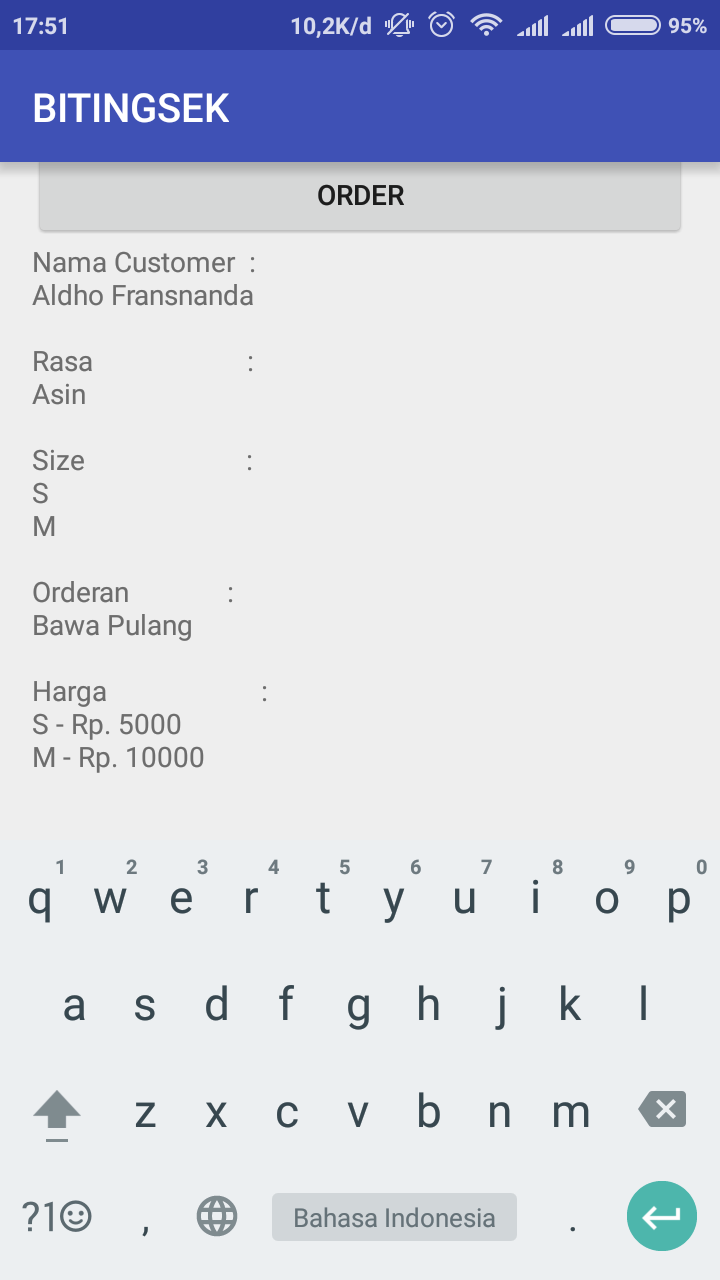 17:51 10,2K/d 95%
BITINGSEK
ORDER
Nama Customer :
Aldho Fransnanda
Rasa :
Asin
Size :
S
M
Orderan :
Bawa Pulang
Harga :
S - Rp. 5000
M - Rp. 10000
1 2 3 4 5 6 7 8 9 0
q w e r t y u i o p
a s d f g h j k l
z x c v b n m
?1☺ , Bahasa Indonesia .